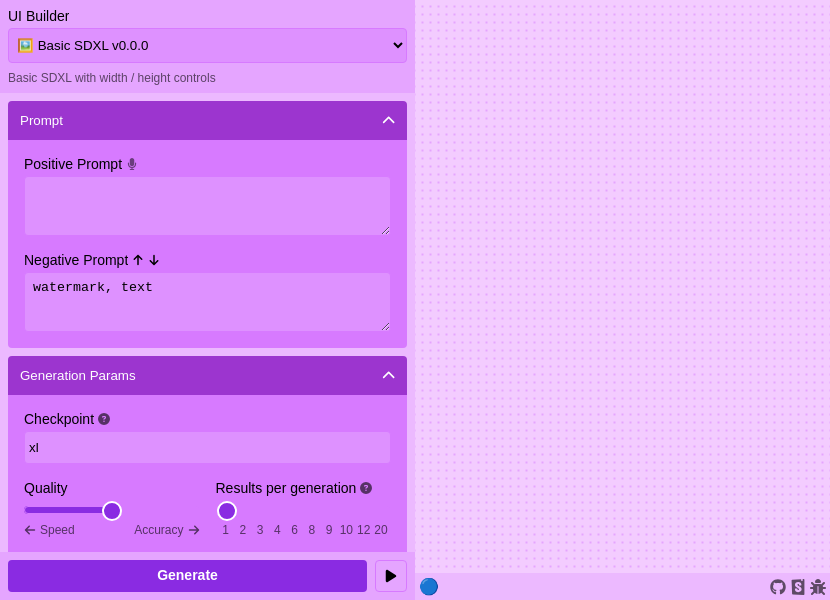 UI Builder
🖼️ Basic SDXL v0.0.0
Basic SDXL with width / height controls
Prompt
Positive Prompt
Negative Prompt ↑ ↓
watermark, text
Generation Params
Checkpoint ?
xl
Quality
Results per generation ?
← Speed
Accuracy →
1 2 3 4 6 8 9 10 12 20
Generate